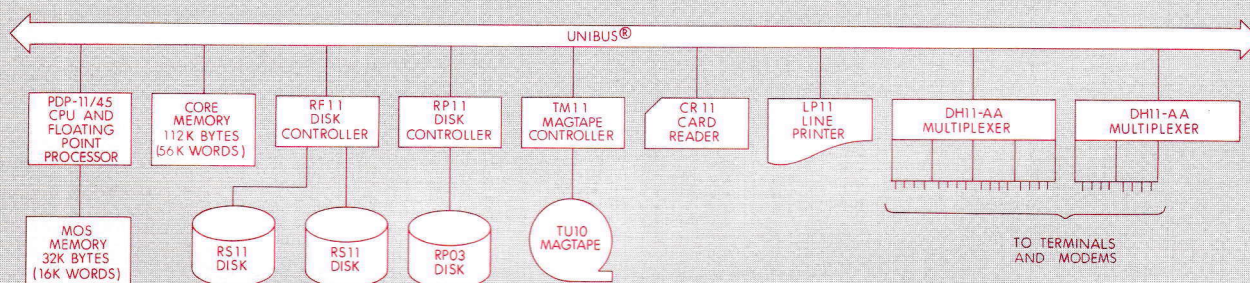 UNIBUS®
PDP-11/45
CPU AND
FLOATING
POINT
PROCESSOR
CORE
MEMORY
112K BYTES
(56K WORDS)
RF11
DISK
CONTROLLER
RP11
DISK
CONTROLLER
TM11
MAGTAPE
CONTROLLER
CR11
CARD
READER
LP11
LINE
PRINTER
DH11-AA
MULTIPLEXER
DH11-AA
MULTIPLEXER
MOS
MEMORY
32K BYTES
(16K WORDS)
RS11
DISK
RS11
DISK
RP03
DISK
TU10
MAGTAPE
TO TERMINALS
AND MODEMS